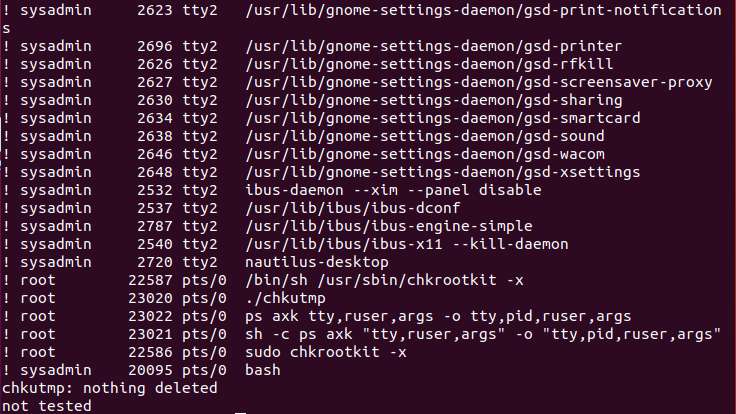 ! sysadmin     2623 tty2   /usr/lib/gnome-settings-daemon/gsd-print-notification
s
! sysadmin     2696 tty2   /usr/lib/gnome-settings-daemon/gsd-printer
! sysadmin     2626 tty2   /usr/lib/gnome-settings-daemon/gsd-rfkill
! sysadmin     2627 tty2   /usr/lib/gnome-settings-daemon/gsd-screensaver-proxy
! sysadmin     2630 tty2   /usr/lib/gnome-settings-daemon/gsd-sharing
! sysadmin     2634 tty2   /usr/lib/gnome-settings-daemon/gsd-smartcard
! sysadmin     2638 tty2   /usr/lib/gnome-settings-daemon/gsd-sound
! sysadmin     2646 tty2   /usr/lib/gnome-settings-daemon/gsd-wacom
! sysadmin     2648 tty2   /usr/lib/gnome-settings-daemon/gsd-xsettings
! sysadmin     2532 tty2   ibus-daemon --xim --panel disable
! sysadmin     2537 tty2   /usr/lib/ibus/ibus-dconf
! sysadmin     2787 tty2   /usr/lib/ibus/ibus-engine-simple
! sysadmin     2540 tty2   /usr/lib/ibus/ibus-x11 --kill-daemon
! sysadmin     2720 tty2   nautilus-desktop
! root        22587 pts/0  /bin/sh /usr/sbin/chkrootkit -x
! root        23020 pts/0  ./chkutmp
! root        23022 pts/0  ps axk tty,ruser,args -o tty,pid,ruser,args
! root        23021 pts/0  sh -c ps axk "tty,ruser,args" -o "tty,pid,ruser,args"
! root        22586 pts/0  sudo chkrootkit -x
! sysadmin    20095 pts/0  bash
chkutmp: nothing deleted
not tested